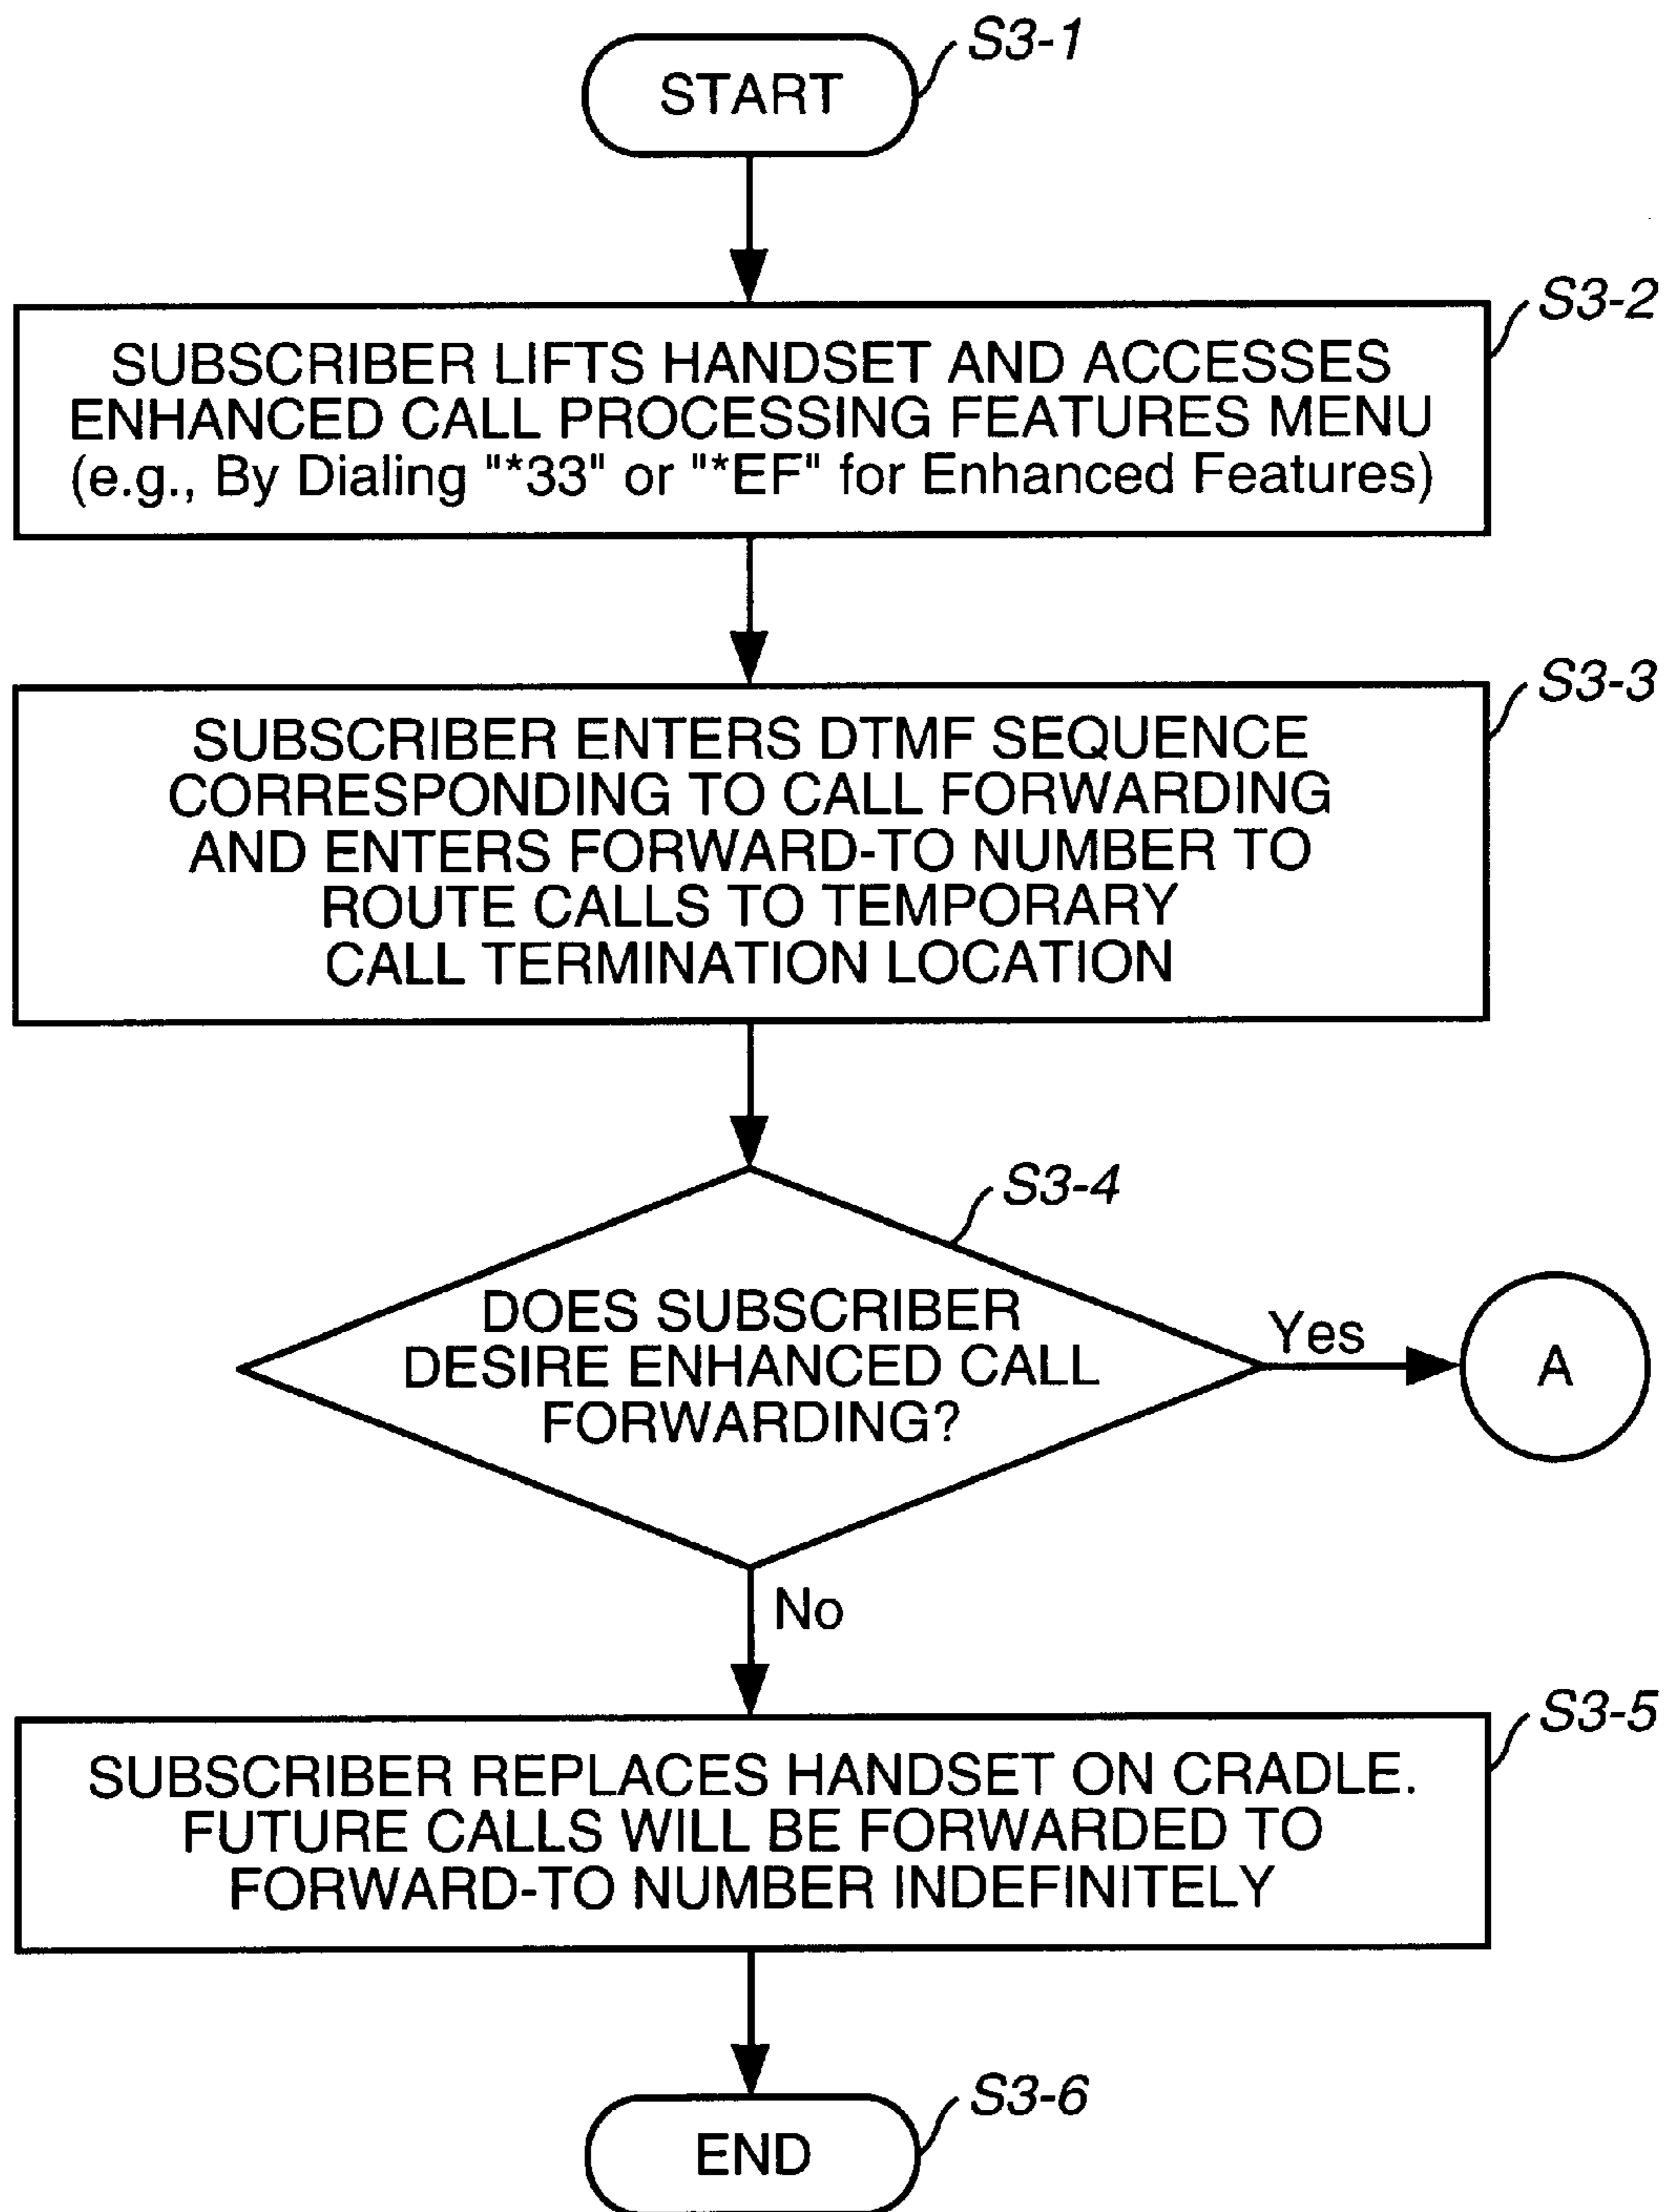 S3-1
START
S3-2
SUBSCRIBER LIFTS HANDSET AND ACCESSES
ENHANCED CALL PROCESSING FEATURES MENU
(e.g., By Dialing "*33" or "*EF" for Enhanced Features)
S3-3
SUBSCRIBER ENTERS DTMF SEQUENCE
CORRESPONDING TO CALL FORWARDING
AND ENTERS FORWARD-TO NUMBER TO
ROUTE CALLS TO TEMPORARY
CALL TERMINATION LOCATION
S3-4
DOES SUBSCRIBER
DESIRE ENHANCED CALL
FORWARDING?
Yes
A
No
S3-5
SUBSCRIBER REPLACES HANDSET ON CRADLE.
FUTURE CALLS WILL BE FORWARDED TO
FORWARD-TO NUMBER INDEFINITELY
S3-6
END